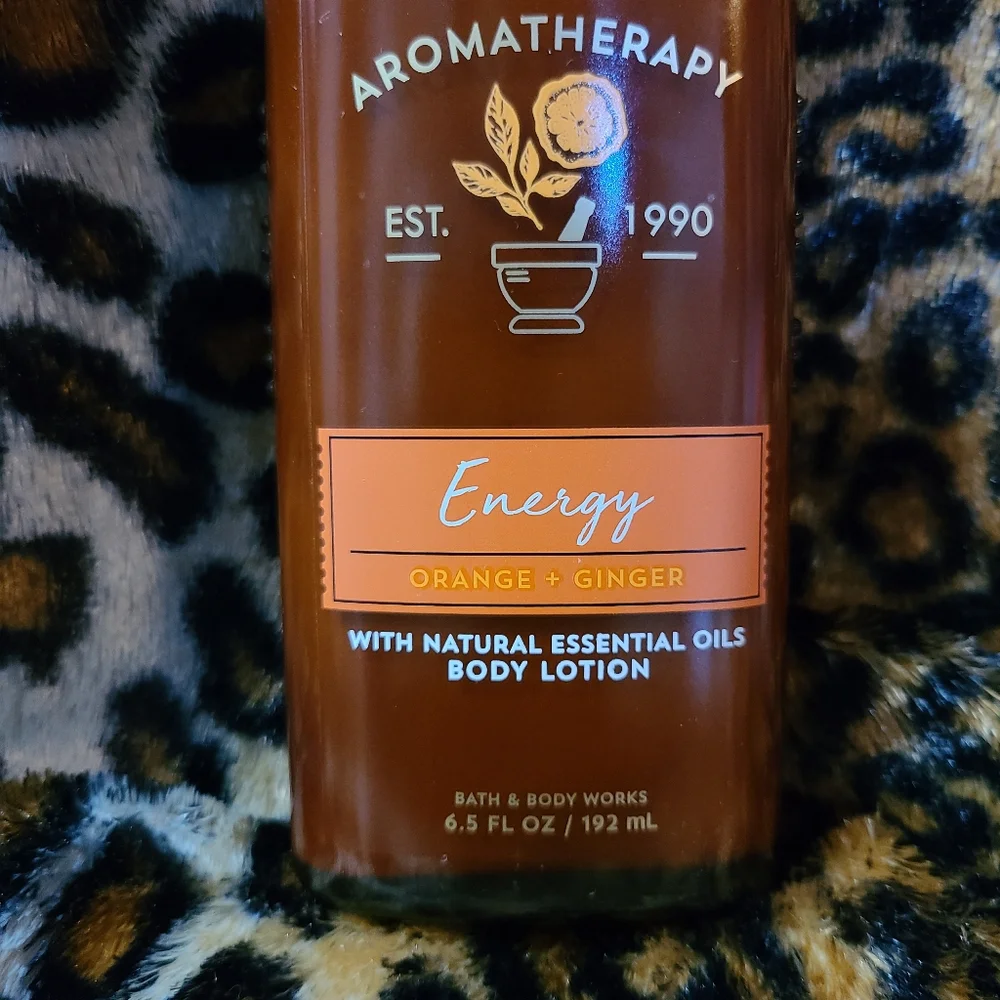 AROMATHERAPY
EST. 1990
Energy
ORANGE + GINGER
WITH NATURAL ESSENTIAL OILS
BODY LOTION
BATH & BODY WORKS
6.5 FL OZ / 192 mL